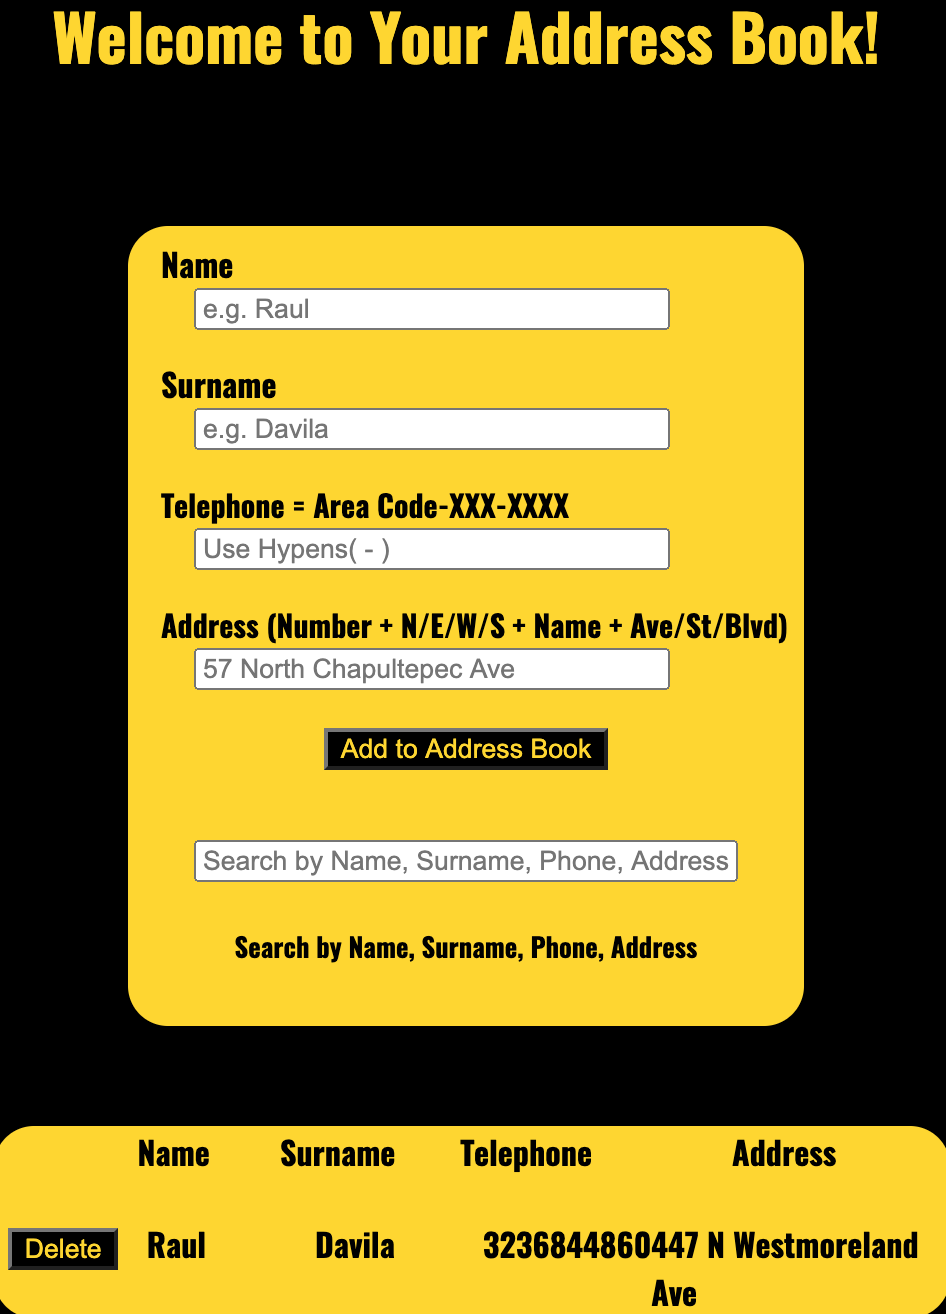 Welcome to Your Address Book!
Name
e.g. Raul
Surname
e.g. Davila
Telephone = Area Code-XXX-XXXX
Use Hypens( - )
Address (Number + N/E/W/S + Name + Ave/St/Blvd)
57 North Chapultepec Ave
Add to Address Book
Search by Name, Surname, Phone, Address
Search by Name, Surname, Phone, Address
Name Surname Telephone Address
Delete Raul Davila 3236844860447 N Westmoreland
Ave